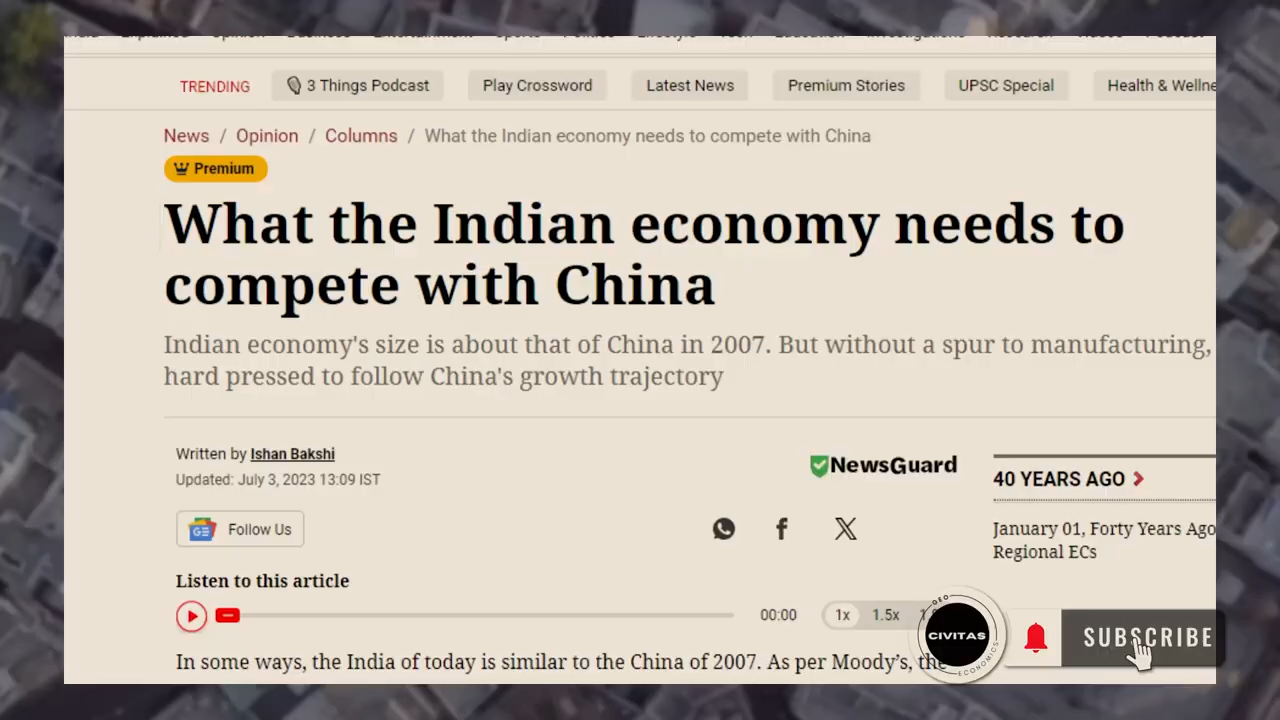 TRENDING 3 Things Podcast Play Crossword Latest News Premium Stories UPSC Special Health & Wellne
News / Opinion / Columns / What the Indian economy needs to compete with China
Premium
What the Indian economy needs to
compete with China
Indian economy's size is about that of China in 2007. But without a spur to manufacturing,
hard pressed to follow China's growth trajectory
Written by Ishan Bakshi
Updated: July 3, 2023 13:09 IST
NewsGuard
GE Follow Us
Listen to this article
00:00 1x 1.5x
In some ways, the India of today is similar to the China of 2007. As per Moody's, the
40 YEARS AGO
January 01, Forty Years Ago
Regional ECs
GEO
CIVITAS
ECONOMICS
SUBSCRIBE